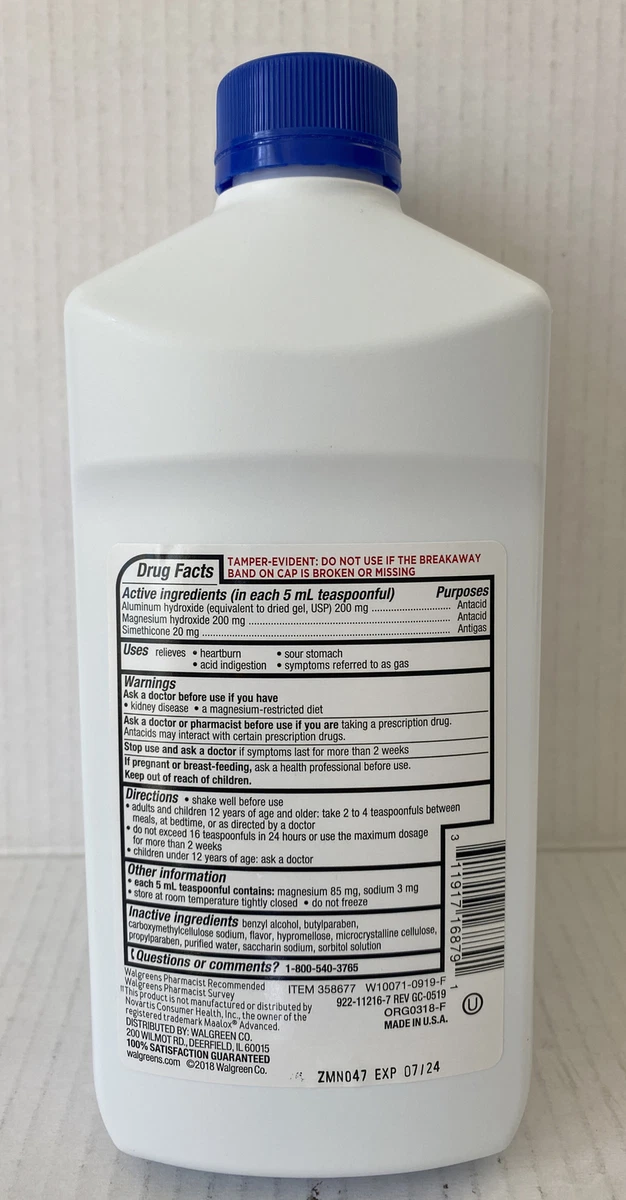 Drug Facts
TAMPER-EVIDENT: DO NOT USE IF THE BREAKAWAY
BAND ON CAP IS BROKEN OR MISSING
Active ingredients (in each 5 mL teaspoonful) Purposes
Aluminum hydroxide (equivalent to dried gel, USP) 200 mg .......................... Antacid
Magnesium hydroxide 200 mg .......................... Antacid
Simethicone 20 mg .......................... Antigas
Uses relieves • heartburn • sour stomach
• acid indigestion • symptoms referred to as gas
Warnings
Ask a doctor before use if you have
• kidney disease • a magnesium-restricted diet
Ask a doctor or pharmacist before use if you are taking a prescription drug.
Antacids may interact with certain prescription drugs.
Stop use and ask a doctor if symptoms last for more than 2 weeks
If pregnant or breast-feeding, ask a health professional before use.
Keep out of reach of children.
Directions • shake well before use
• adults and children 12 years of age and older: take 2 to 4 teaspoonfuls between
meals, at bedtime, or as directed by a doctor
• do not exceed 16 teaspoonfuls in 24 hours or use the maximum dosage
for more than 2 weeks
• children under 12 years of age: ask a doctor
Other information
• each 5 mL teaspoonful contains: magnesium 85 mg, sodium 3 mg
• store at room temperature tightly closed • do not freeze
Inactive ingredients benzyl alcohol, butylparaben,
carboxymethylcellulose sodium, flavor, hypromellose, microcrystalline cellulose,
propylparaben, purified water, saccharin sodium, sorbitol solution
Questions or comments? 1-800-540-3765
3 11917 16879 1
Walgreens Pharmacist Recommended
Walgreens Pharmacist Survey
††This product is not manufactured or distributed by
Novartis Consumer Health, Inc., the owner of the
registered trademark Maalox® Advanced.
DISTRIBUTED BY: WALGREEN CO.
200 WILMOT RD., DEERFIELD, IL 60015
100% SATISFACTION GUARANTEED
walgreens.com ©2018 Walgreen Co.
ITEM 358677 W10071-0919-F
922-11216-7 REV GC-0519
ORG0318-F
MADE IN U.S.A.
U
ZMN047 EXP 07/24